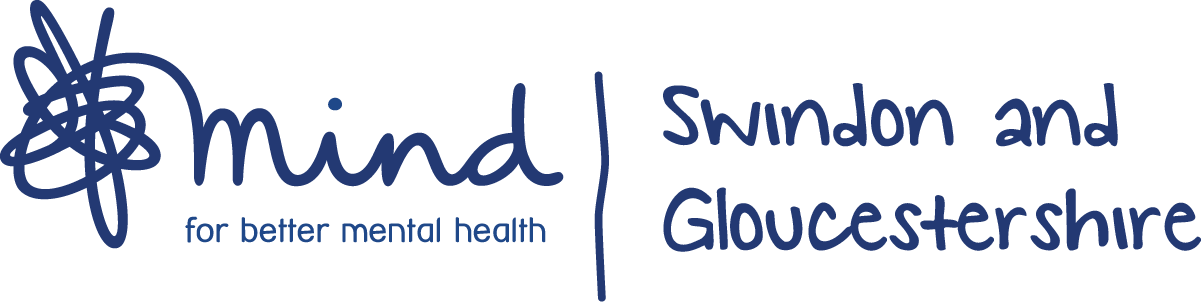 mind
for better mental health
Swindon and
Gloucestershire